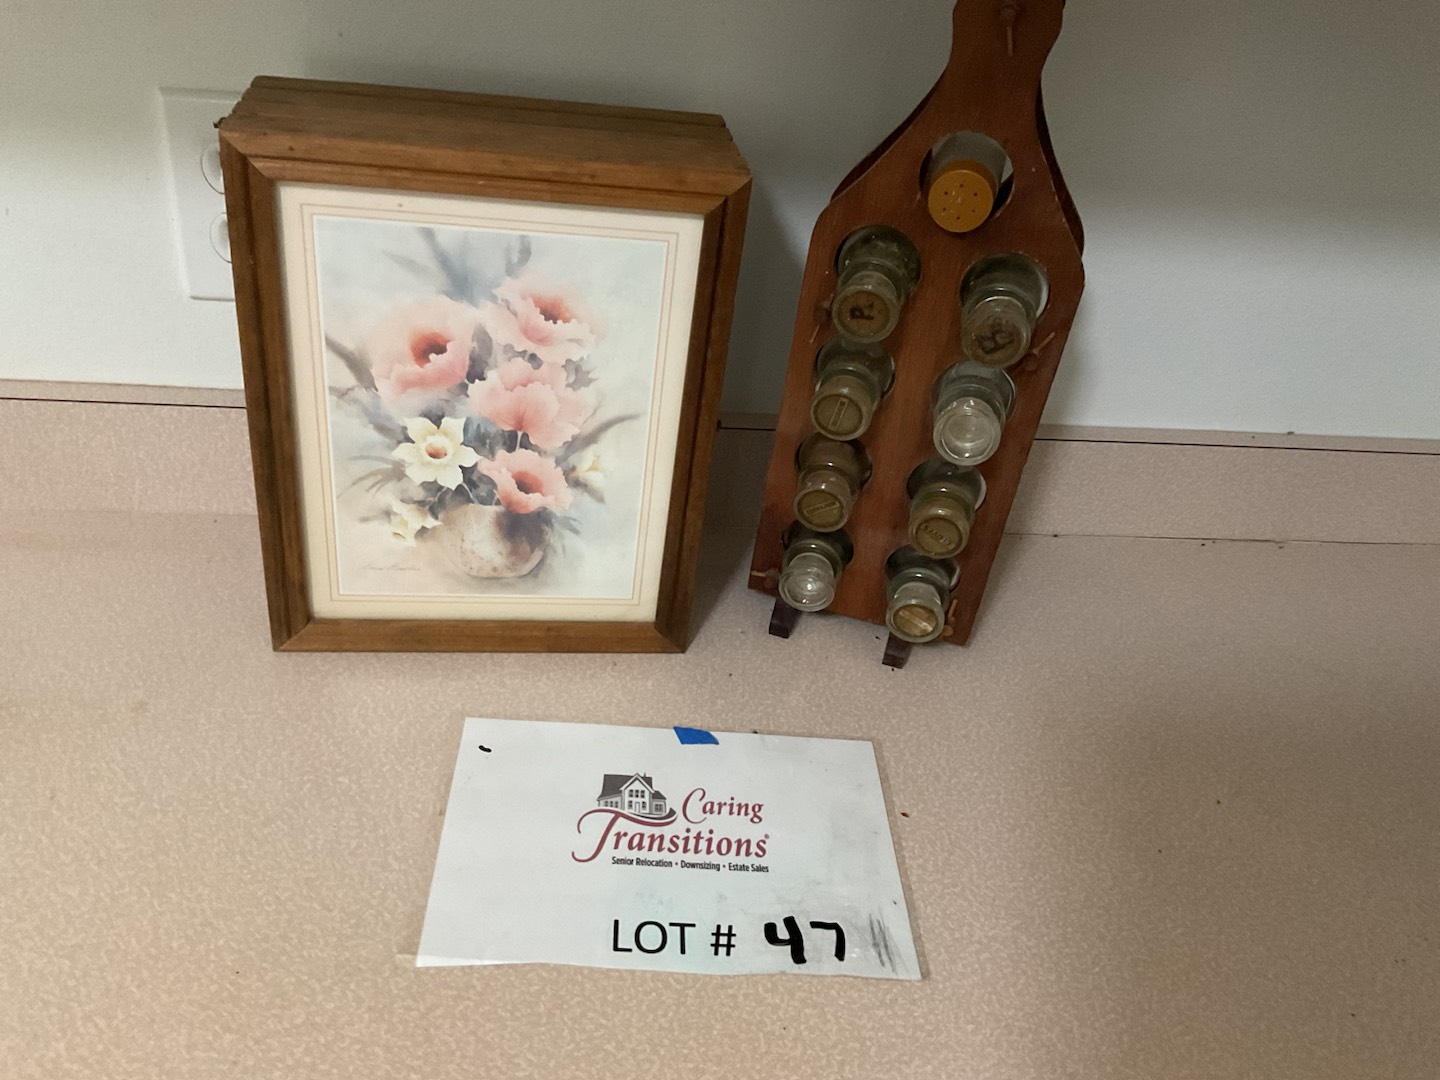 P.
Caring
Transitions®
Senior Relocation • Downsizing • Estate Sales
LOT # 47